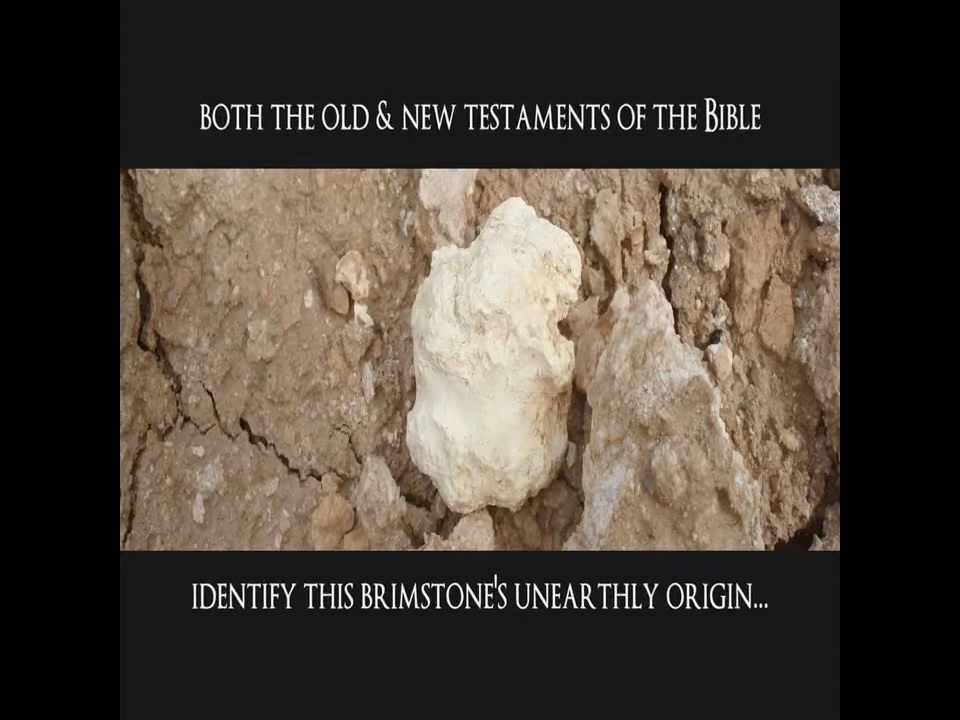 BOTH THE OLD & NEW TESTAMENTS OF THE BIBLE
IDENTIFY THIS BRIMSTONE'S UNEARTHLY ORIGIN...